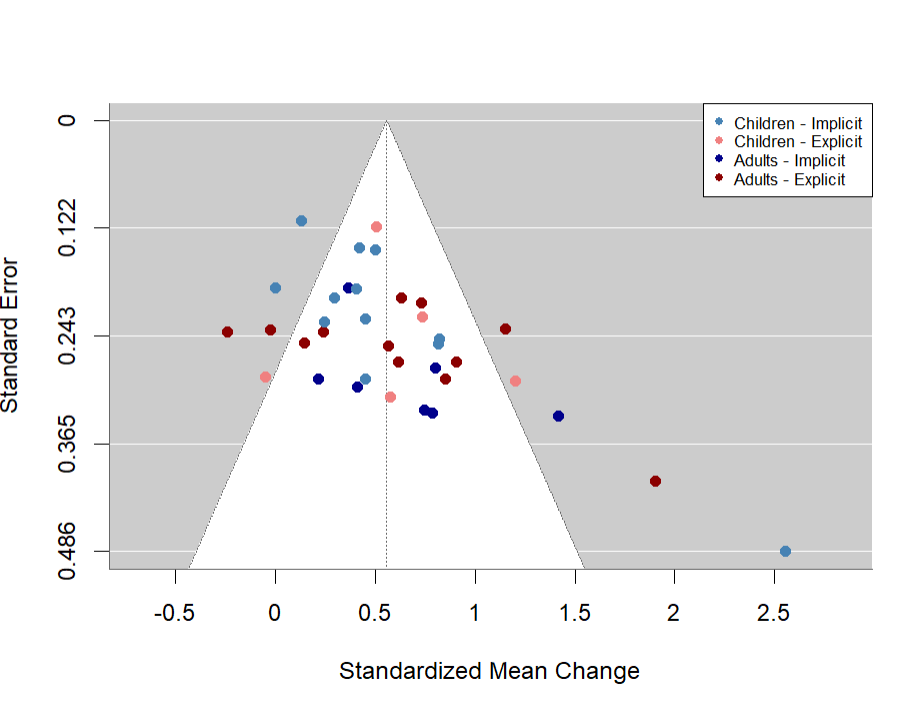 Children - Implicit
Children - Explicit
Adults - Implicit
Adults - Explicit
0
0.122
0.243
0.365
0.486
Standard Error
-0.5 0 0.5 1 1.5 2 2.5
Standardized Mean Change